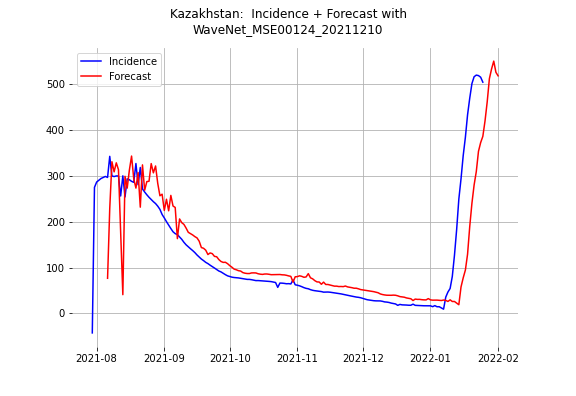 Kazakhstan:  Incidence + Forecast with
WaveNet_MSE00124_20211210
Incidence
Forecast
500
400
300
200
100
0
2021-08 2021-09 2021-10 2021-11 2021-12 2022-01 2022-02